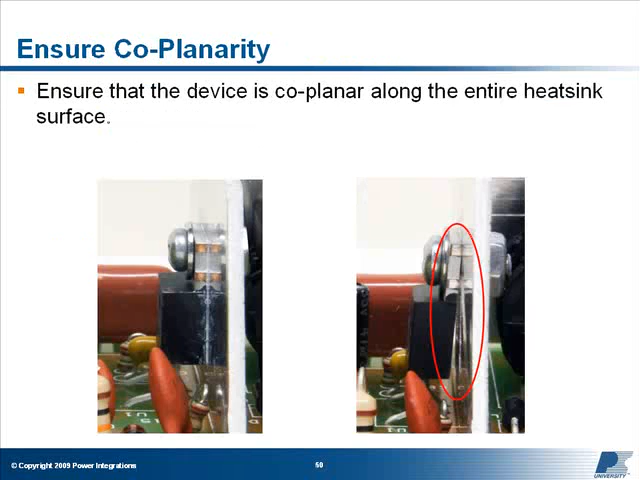 Ensure Co-Planarity
Ensure that the device is co-planar along the entire heatsink
surface.
© Copyright 2009 Power Integrations
50
UNIVERSITY